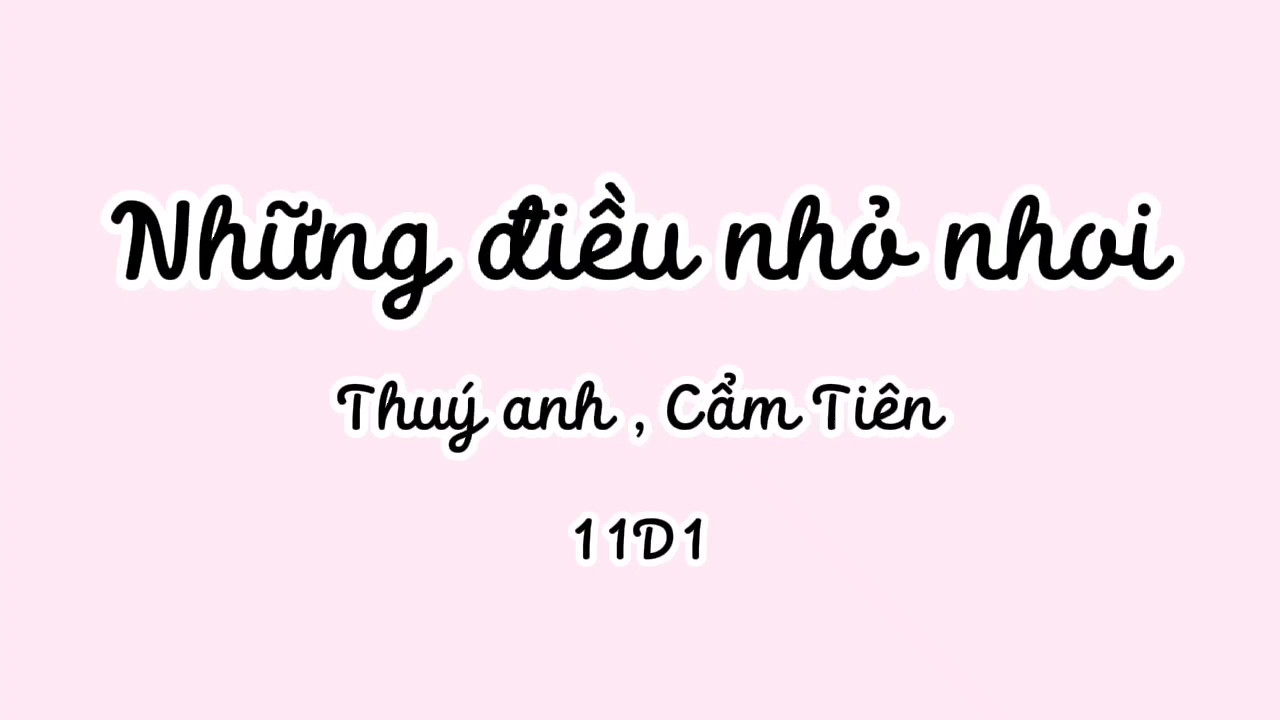 Những điều nhỏ nhoi
Thuý anh , Cẩm Tiên
11D1